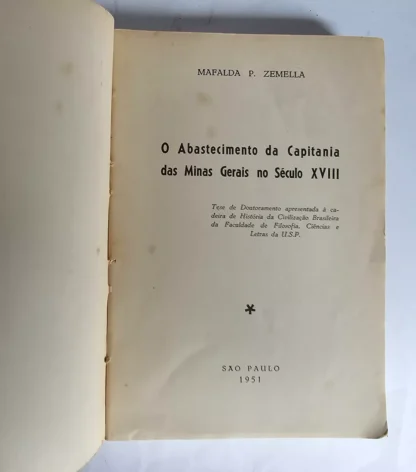 MAFALDA P. ZEMELLA
O Abastecimento da Capitania
das Minas Gerais no Século XVIII
Tese de Doutoramento apresentada à ca-
deira de História da Civilização Brasileira
da Faculdade de Filosofia, Ciências e
Letras da U.S.P.
*
SÃO PAULO
1951